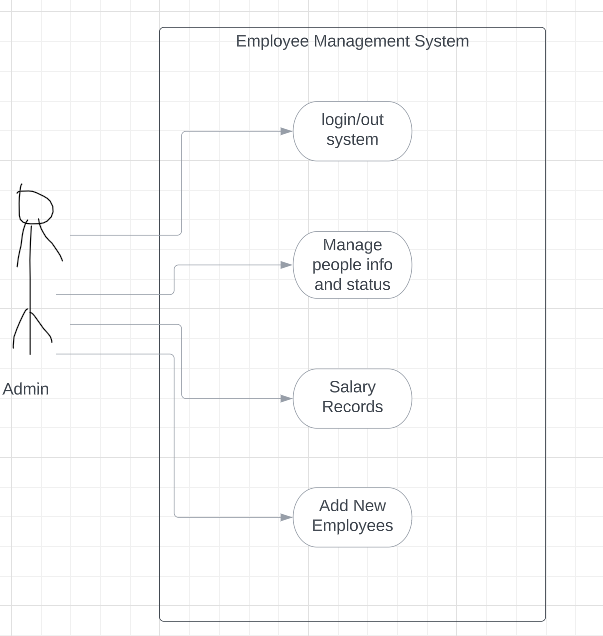 Employee Management System
login/out
system
Manage
people info
and status
Admin
Salary
Records
Add New
Employees